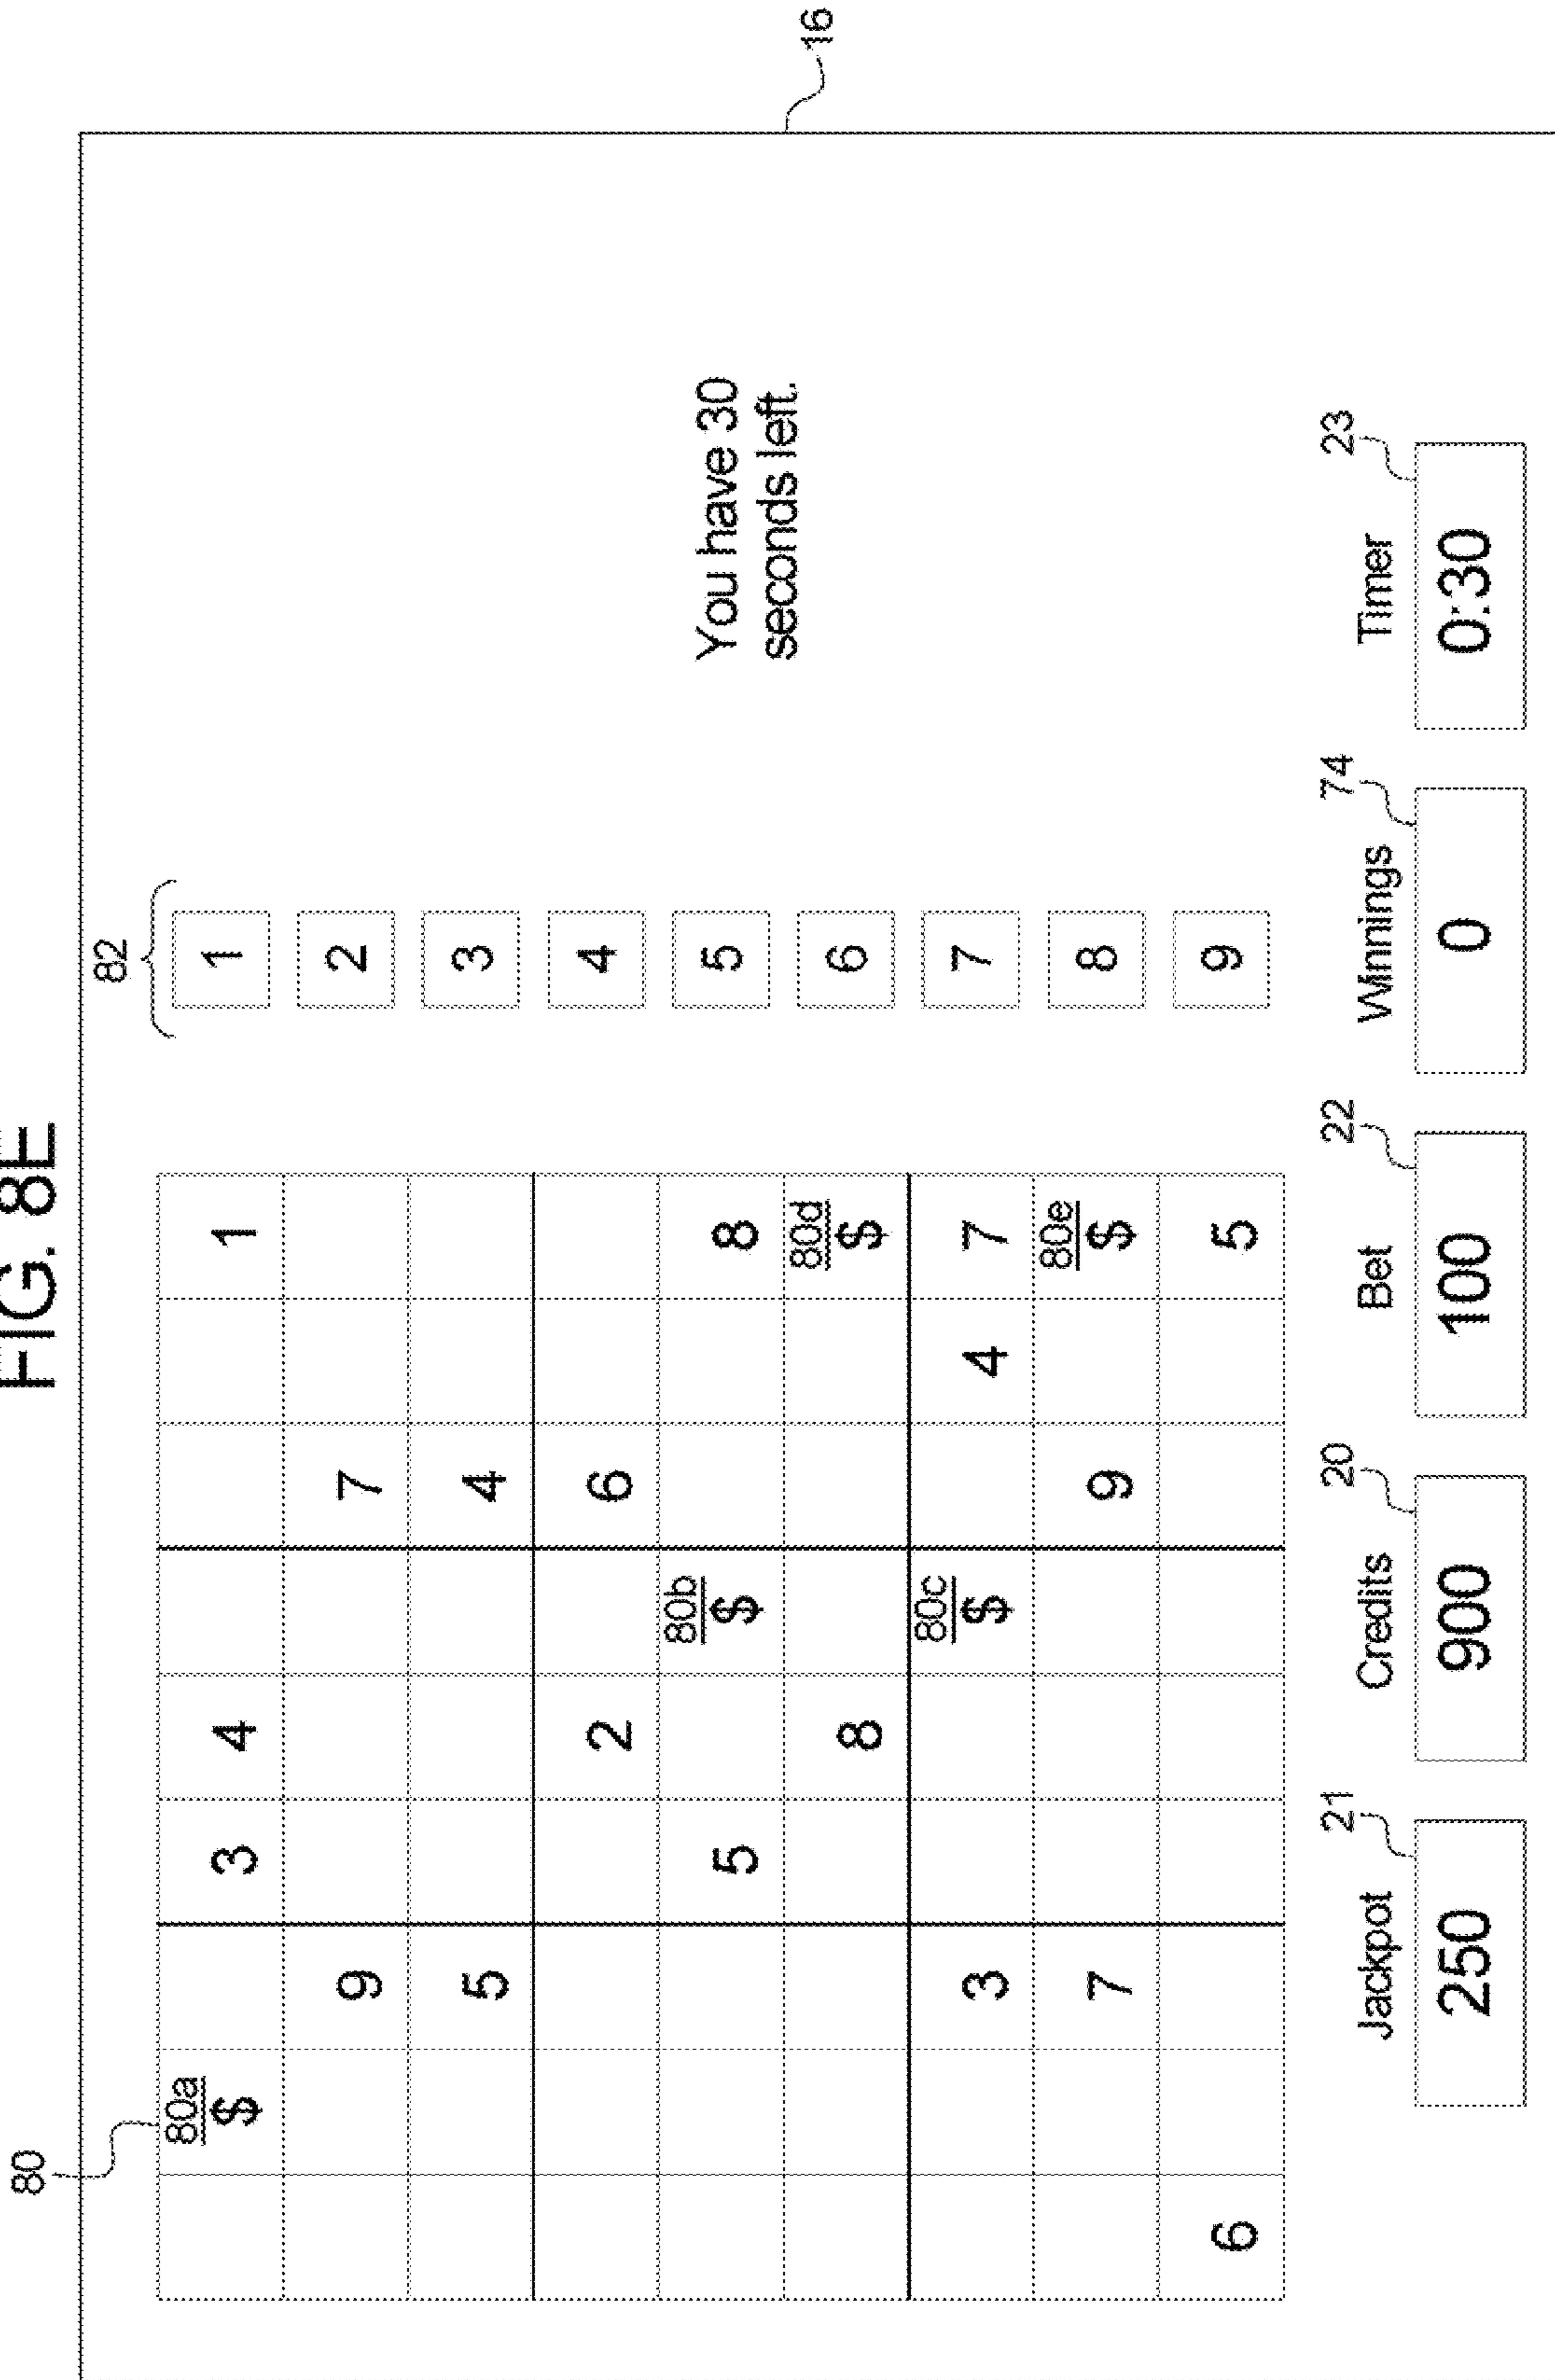 FIG. 8E
80
82
80a
$ 3 4 1 1
9 7 2
5 4 3
2 6 4
80b
5 $ 8 5
You have 30
seconds left.
80d
8 $ 6
16
80c
3 $ 4 7 7
80e
7 9 $ 8
6 5 9
21 20 22 74 23
Jackpot Credits Bet Winnings Timer
250 900 100 0 0:30